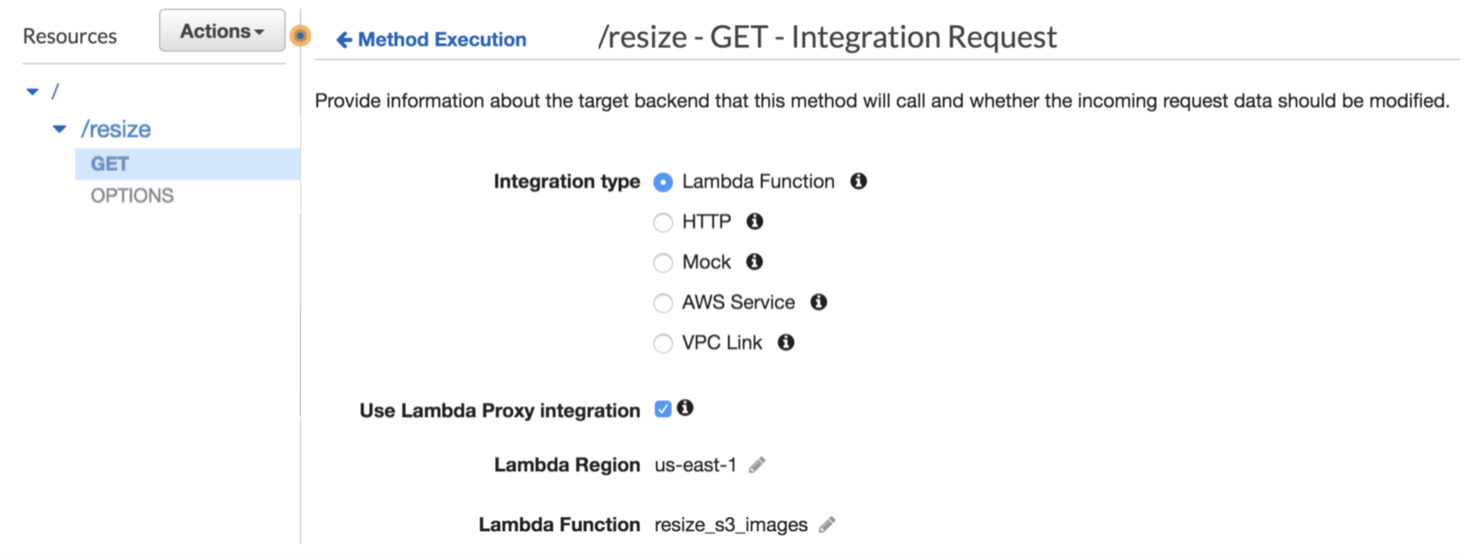 Resources
Actions
Method Execution
/resize - GET - Integration Request
/
/resize
GET
OPTIONS
Provide information about the target backend that this method will call and whether the incoming request data should be modified.
Integration type
Lambda Function
HTTP
Mock
AWS Service
VPC Link
Use Lambda Proxy integration
Lambda Region us-east-1
Lambda Function resize_s3_images